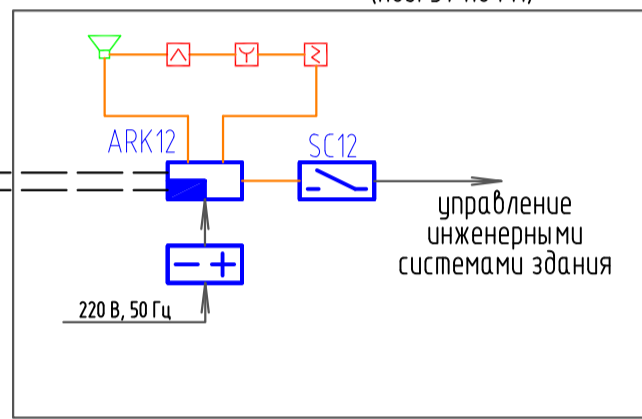 ARK12
SC12
управление
инженерными
системами здания
220 В, 50 Гц